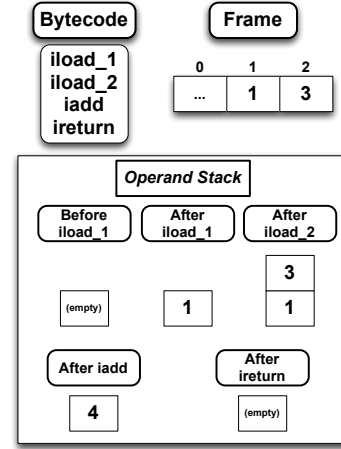 Bytecode
Frame
iload_1
iload_2
iadd
ireturn
0 1 2
... 1 3
Operand Stack
Before
iload_1
After
iload_1
After
iload_2
3
(empty) 1 1
After iadd
After
ireturn
4 (empty)